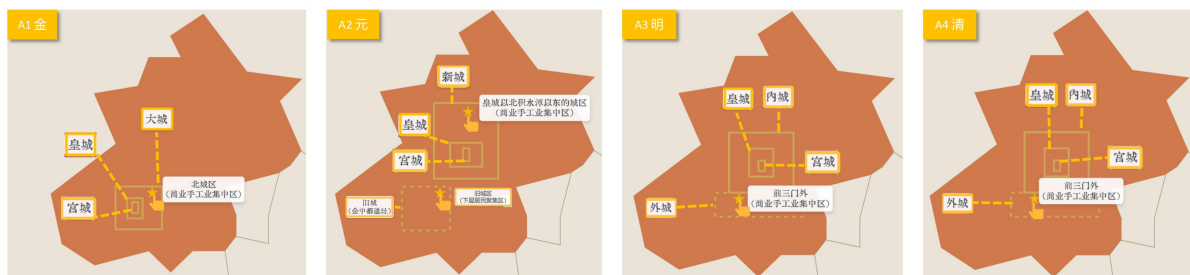 A1 金
大城
皇城
宫城
北城区
（商业手工业集中区）
A2 元
新城
皇城以北积水潭以东的城区
（商业手工业集中区）
皇城
宫城
旧城
（金中都遗址）
旧城区
（下层居民聚集区）
A3 明
皇城
内城
宫城
前三门外
（商业手工业集中区）
外城
A4 清
皇城
内城
宫城
前三门外
（商业手工业集中区）
外城